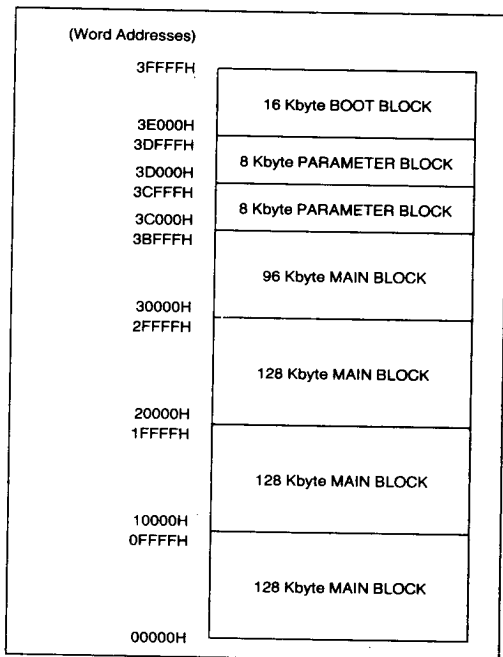 (Word Addresses)
3FFFFH
16 Kbyte BOOT BLOCK
3E000H
3DFFFH
8 Kbyte PARAMETER BLOCK
3D000H
3CFFFH
8 Kbyte PARAMETER BLOCK
3C000H
3BFFFH
96 Kbyte MAIN BLOCK
30000H
2FFFFH
128 Kbyte MAIN BLOCK
20000H
1FFFFH
128 Kbyte MAIN BLOCK
10000H
0FFFFH
128 Kbyte MAIN BLOCK
00000H